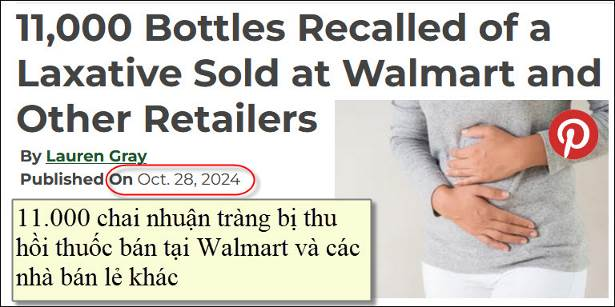 11,000 Bottles Recalled of a
Laxative Sold at Walmart and
Other Retailers
By Lauren Gray
Published On Oct. 28, 2024
11.000 chai nhuận tràng bị thu
hồi thuốc bán tại Walmart và các
nhà bán lẻ khác